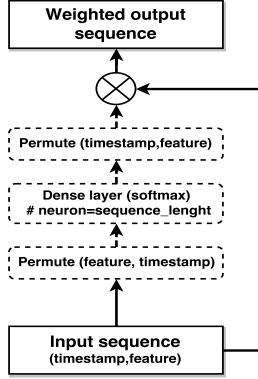 Weighted output
sequence
Permute (timestamp,feature)
Dense layer (softmax)
# neuron=sequence_lenght
Permute (feature, timestamp)
Input sequence
(timestamp,feature)